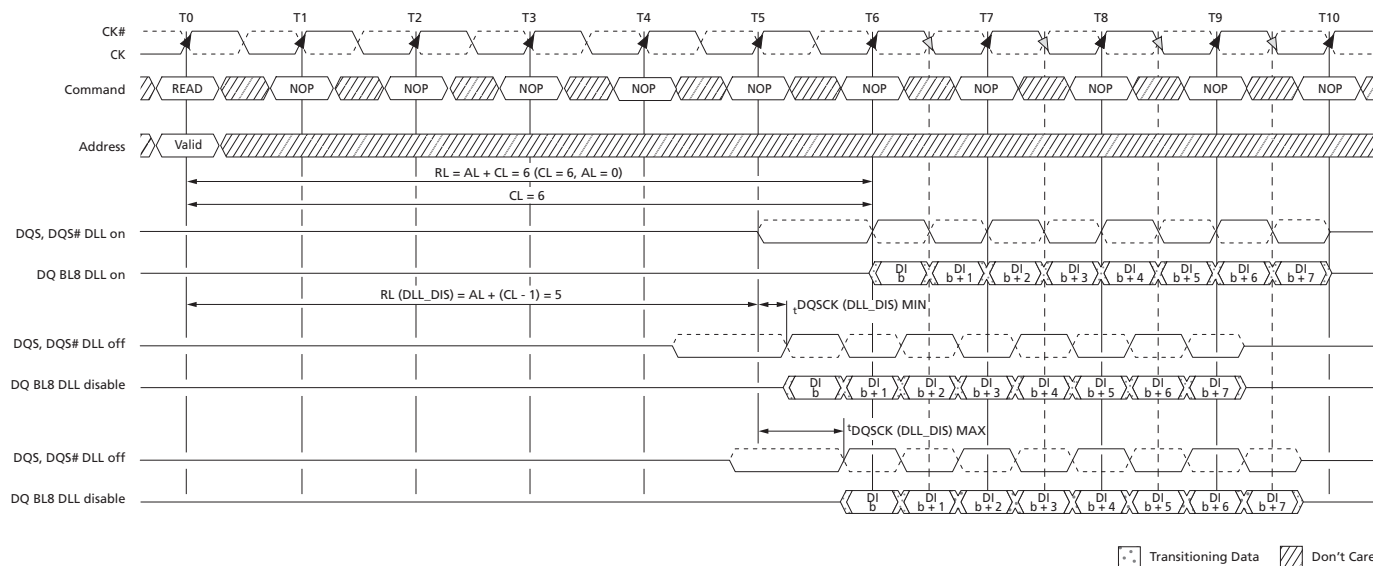 T0 T1 T2 T3 T4 T5 T6 T7 T8 T9 T10
CK#
CK
Command READ NOP NOP NOP NOP NOP NOP NOP NOP NOP NOP
Address Valid
RL = AL + CL = 6 (CL = 6, AL = 0)
CL = 6
DQS, DQS# DLL on
DQ BL8 DLL on DI b DI b + 1 DI b + 2 DI b + 3 DI b + 4 DI b + 5 DI b + 6 DI b + 7
RL (DLL_DIS) = AL + (CL - 1) = 5 tDQSCK (DLL_DIS) MIN
DQS, DQS# DLL off
DQ BL8 DLL disable DI b DI b + 1 DI b + 2 DI b + 3 DI b + 4 DI b + 5 DI b + 6 DI b + 7
tDQSCK (DLL_DIS) MAX
DQS, DQS# DLL off
DQ BL8 DLL disable DI b DI b + 1 DI b + 2 DI b + 3 DI b + 4 DI b + 5 DI b + 6 DI b + 7
Transitioning Data Don't Care